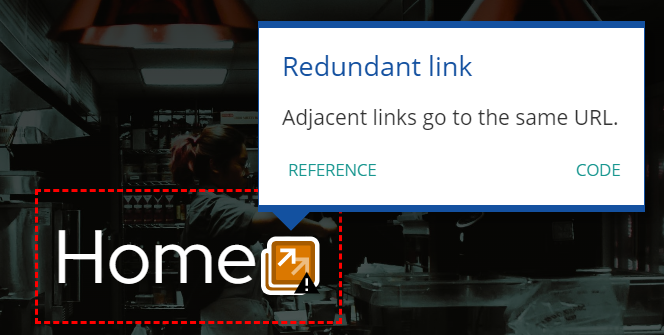 Redundant link
Adjacent links go to the same URL.
REFERENCE CODE
Home